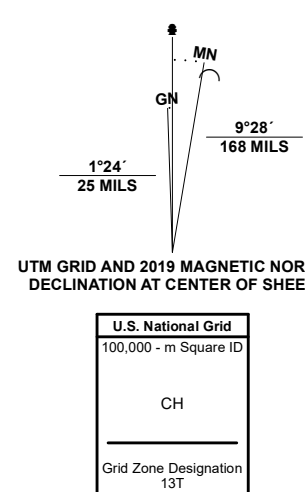 MN
GN
9°28´
168 MILS
1°24´
25 MILS
UTM GRID AND 2019 MAGNETIC NOR
DECLINATION AT CENTER OF SHEE
U.S. National Grid
100,000 - m Square ID
CH
Grid Zone Designation
13T